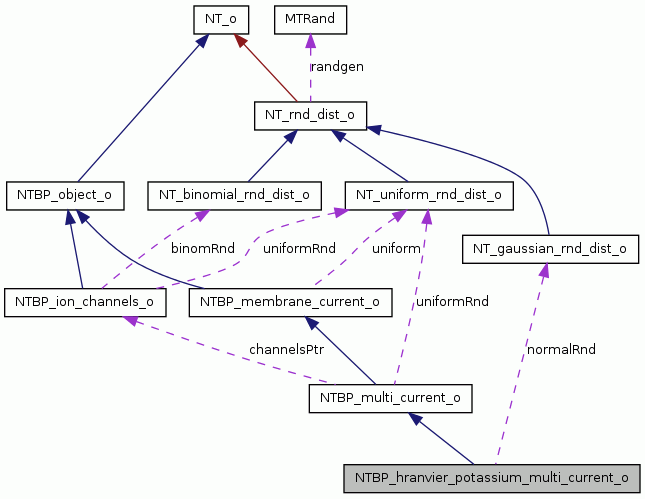 NT_o
MTRand
randgen
NT_rnd_dist_o
NTBP_object_o
NT_binomial_rnd_dist_o
NT_uniform_rnd_dist_o
binomRnd
uniformRnd
uniform
NT_gaussian_rnd_dist_o
NTBP_ion_channels_o
NTBP_membrane_current_o
uniformRnd
channelsPtr
normalRnd
NTBP_multi_current_o
NTBP_hranvier_potassium_multi_current_o